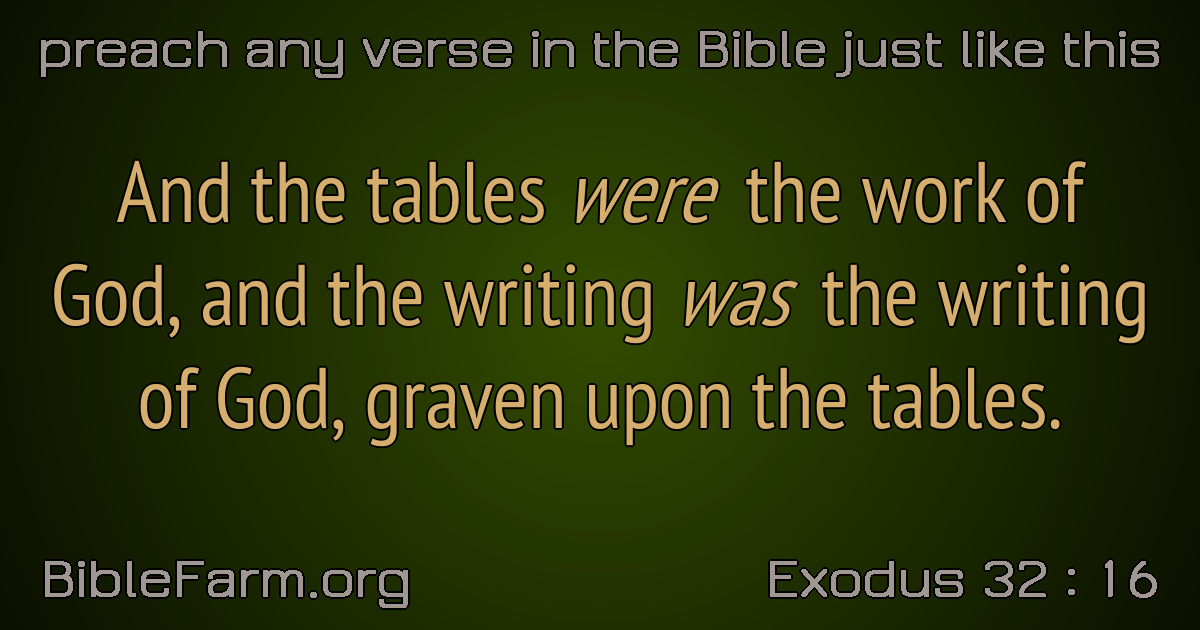 preach any verse in the Bible just like this
And the tables were the work of
God, and the writing was the writing
of God, graven upon the tables.
BibleFarm.org
Exodus 32 : 16